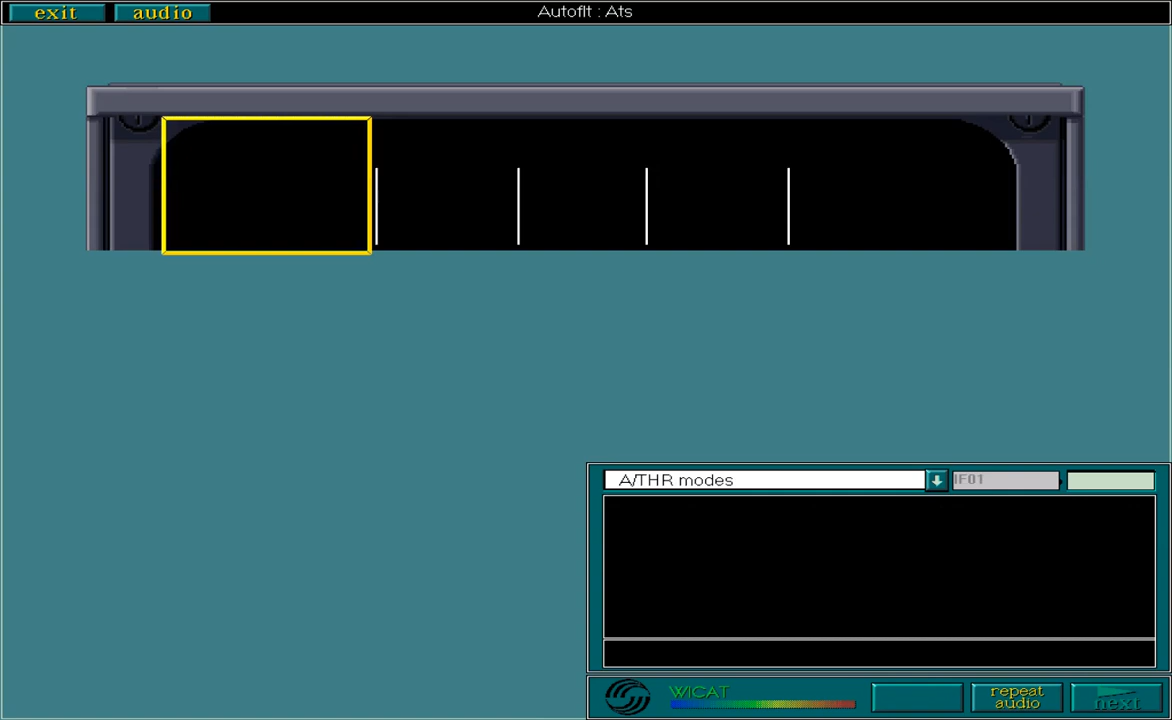 exit
audio
Autoflt : Ats
A/THR modes
IF01
WICAT
repeat
audio
next